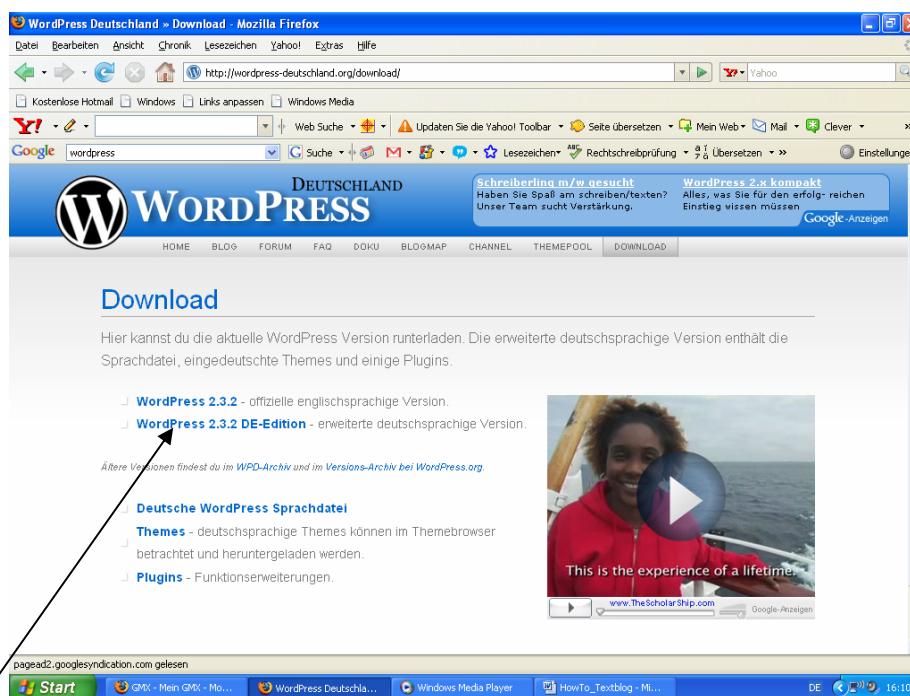 WordPress Deutschland » Download - Mozilla Firefox
Datei Bearbeiten Ansicht Chronik Lesezeichen Yahoo! Extras Hilfe
http://wordpress-deutschland.org/download/ Yahoo
Kostenlose Hotmail Windows Links anpassen Windows Media
Y! Web Suche Updaten Sie die Yahoo! Toolbar Seite übersetzen Mein Web Mail Clever »
Google wordpress Suche Lesezeichen Rechtschreibprüfung Übersetzen » Einstellunge
DEUTSCHLAND
WORDPRESS
Schreiberling m/w gesucht
Haben Sie Spaß am schreiben/texten?
Unser Team sucht Verstärkung.
WordPress 2.x kompakt
Alles, was Sie für den erfolg- reichen
Einstieg wissen müssen
Google-Anzeigen
HOME BLOG FORUM FAQ DOKU BLOGMAP CHANNEL THEMEPOOL DOWNLOAD
Download
Hier kannst du die aktuelle WordPress Version runterladen. Die erweiterte deutschsprachige Version enthält die
Sprachdatei, eingedeutschte Themes und einige Plugins.
WordPress 2.3.2 - offizielle englischsprachige Version.
WordPress 2.3.2 DE-Edition - erweiterte deutschsprachige Version.
Ältere Versionen findest du im WPD-Archiv und im Versions-Archiv bei WordPress.org.
Deutsche WordPress Sprachdatei
Themes - deutschsprachige Themes können im Themebrowser
betrachtet und heruntergeladen werden.
Plugins - Funktionserweiterungen.
This is the experience of a lifetime.
www.TheScholarShip.com
Google-Anzeigen
pagead2.googlesyndication.com gelesen
Start GMX - Mein GMX - Mo... WordPress Deutschla... Windows Media Player HowTo_Textblog - Mi... DE 16:10